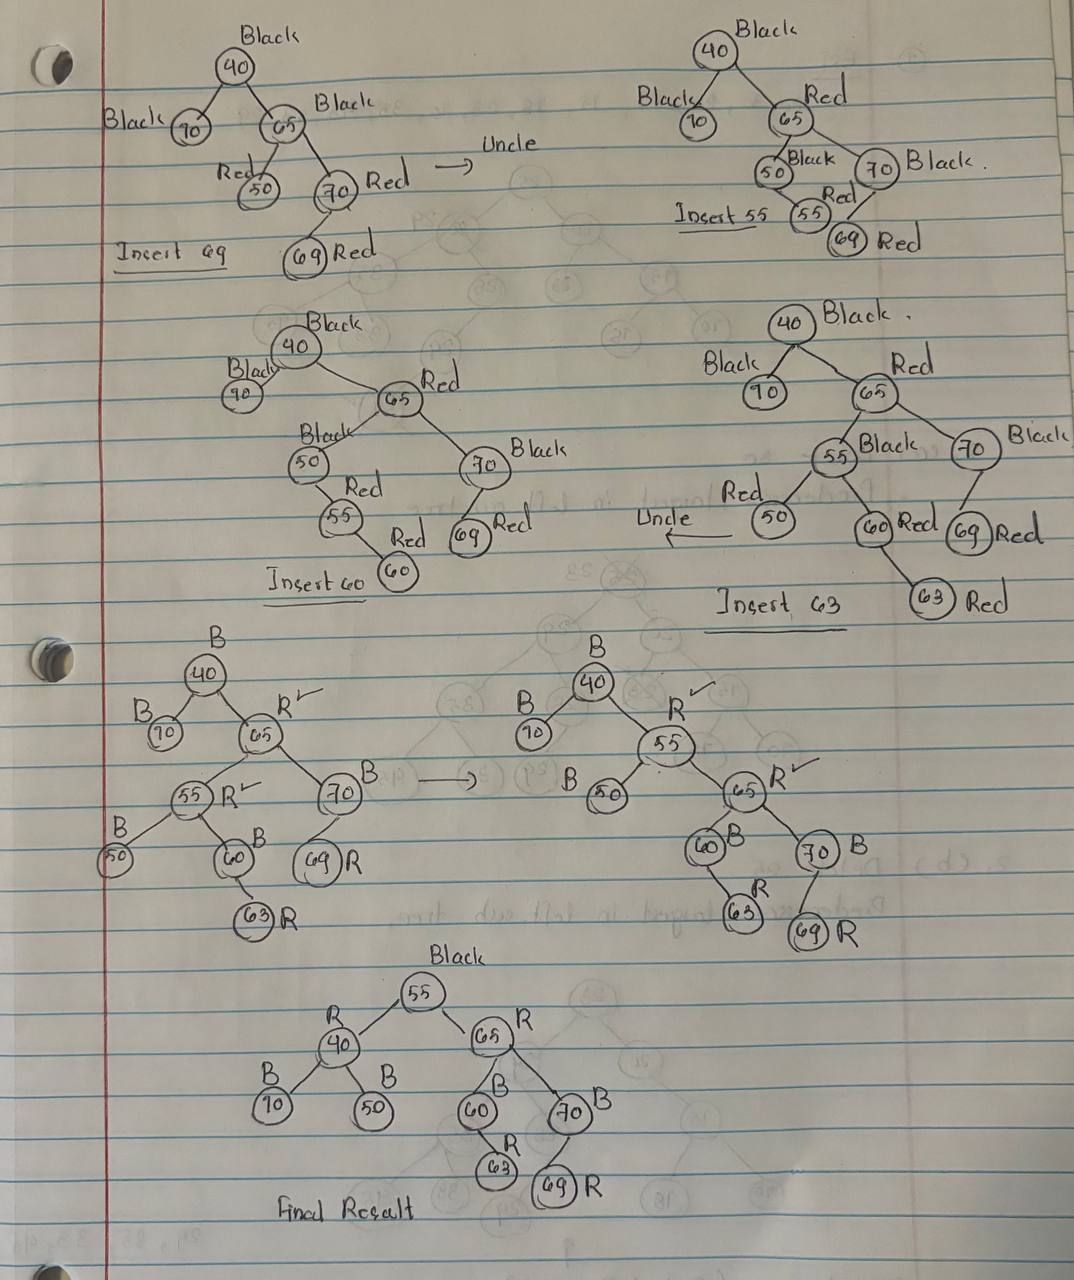 Black
40
Black
10
65
Black
Red
50
70
Red
69
Red
Insert 69
→ Uncle
Black
40
Black
10
Red
65
Black
50
70
Black.
Red
55
69
Red
Insert 55
Black
40
Black
10
Red
65
Black
50
70
Black
Red
55
69
Red
Red
60
Insert 60
40
Black.
Black
10
Red
65
55
Black
70
Black
Red
50
60
Red
69
Red
63
Red
Uncle
←
Insert 63
B
40
B
10
R ✓
65
55
R ✓
70
B
B
50
60
B
69
R
63
R
→
B
40
B
10
R ✓
55
B
50
65
R ✓
60
B
70
B
R
63
69
R
Black
55
R
40
65
R
B
10
B
50
B
60
70
B
R
63
69
R
Final Result